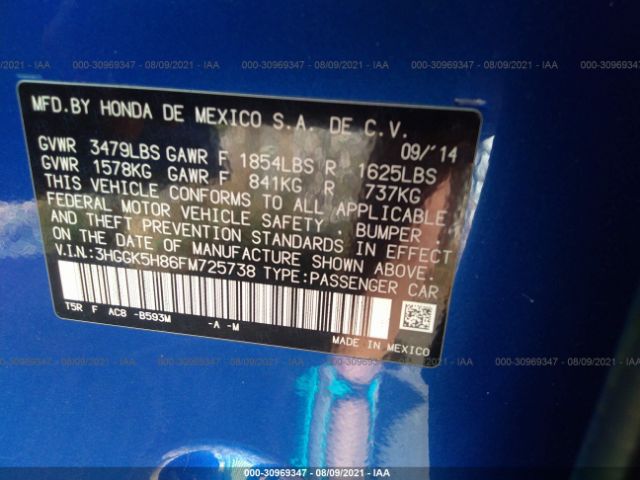 000-30969347 - 08/09/2021 - IAA
MFD.BY HONDA DE MEXICO S.A. DE C.V.
09/'14
GVWR 3479LBS GAWR F 1854LBS R 1625LBS
GVWR 1578KG GAWR F 841KG R 737KG
THIS VEHICLE CONFORMS TO ALL APPLICABLE
FEDERAL MOTOR VEHICLE SAFETY , BUMPER ,
AND THEFT PREVENTION STANDARDS IN EFFECT
ON THE DATE OF MANUFACTURE SHOWN ABOVE.
V.I.N:3HGGK5H86FM725738 TYPE:PASSENGER CAR
T5R F AC8 -B593M -A -M
MADE IN MEXICO
000-30969347 - 08/09/2021 - IAA
000-30969347 - 08/09/2021 - IAA